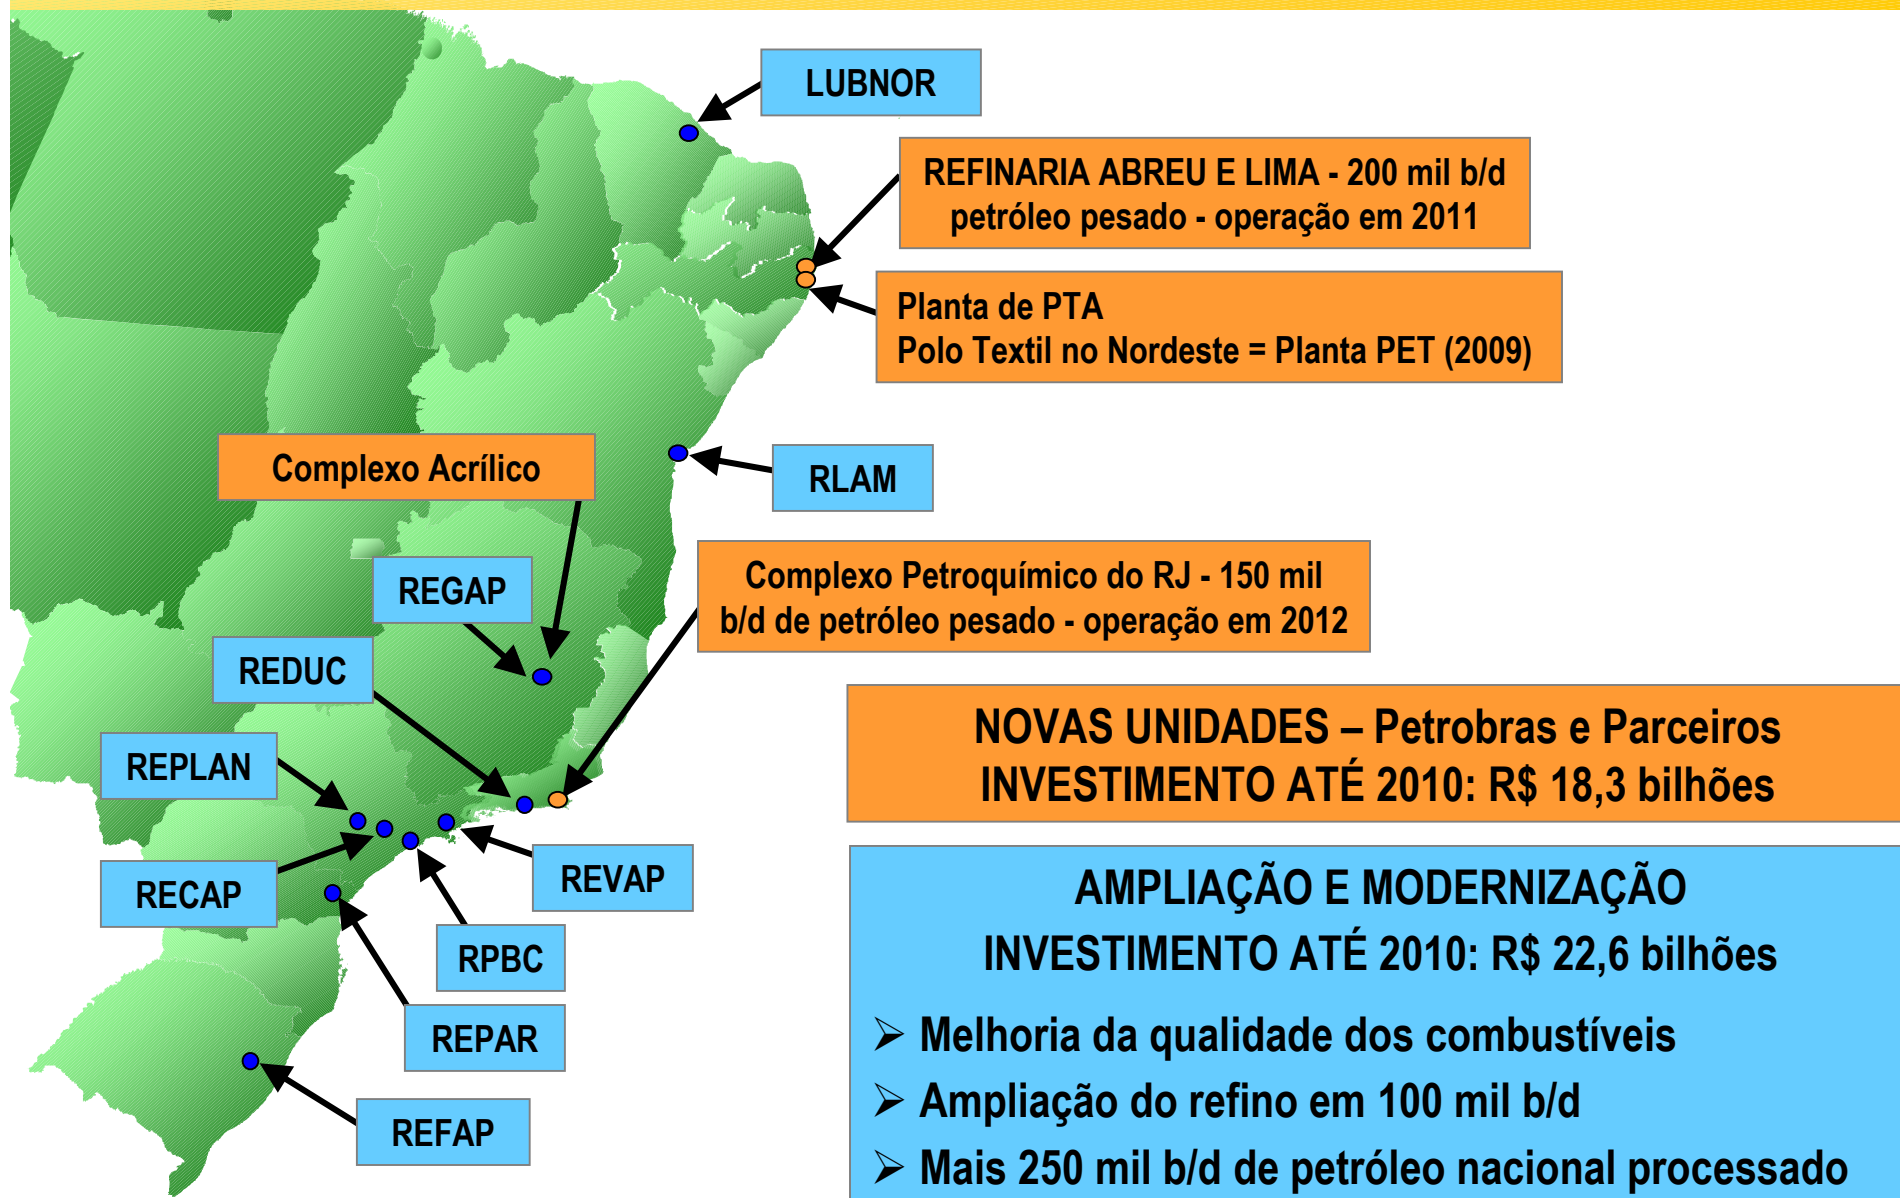 LUBNOR
REFINARIA ABREU E LIMA - 200 mil b/d
petróleo pesado - operação em 2011
Planta de PTA
Polo Textil no Nordeste = Planta PET (2009)
Complexo Acrílico
RLAM
REGAP
Complexo Petroquímico do RJ - 150 mil
b/d de petróleo pesado - operação em 2012
REDUC
REPLAN
RECAP
REVAP
RPBC
REPAR
REFAP
NOVAS UNIDADES – Petrobras e Parceiros
INVESTIMENTO ATÉ 2010: R$ 18,3 bilhões
AMPLIAÇÃO E MODERNIZAÇÃO
INVESTIMENTO ATÉ 2010: R$ 22,6 bilhões
➢ Melhoria da qualidade dos combustíveis
➢ Ampliação do refino em 100 mil b/d
➢ Mais 250 mil b/d de petróleo nacional processado